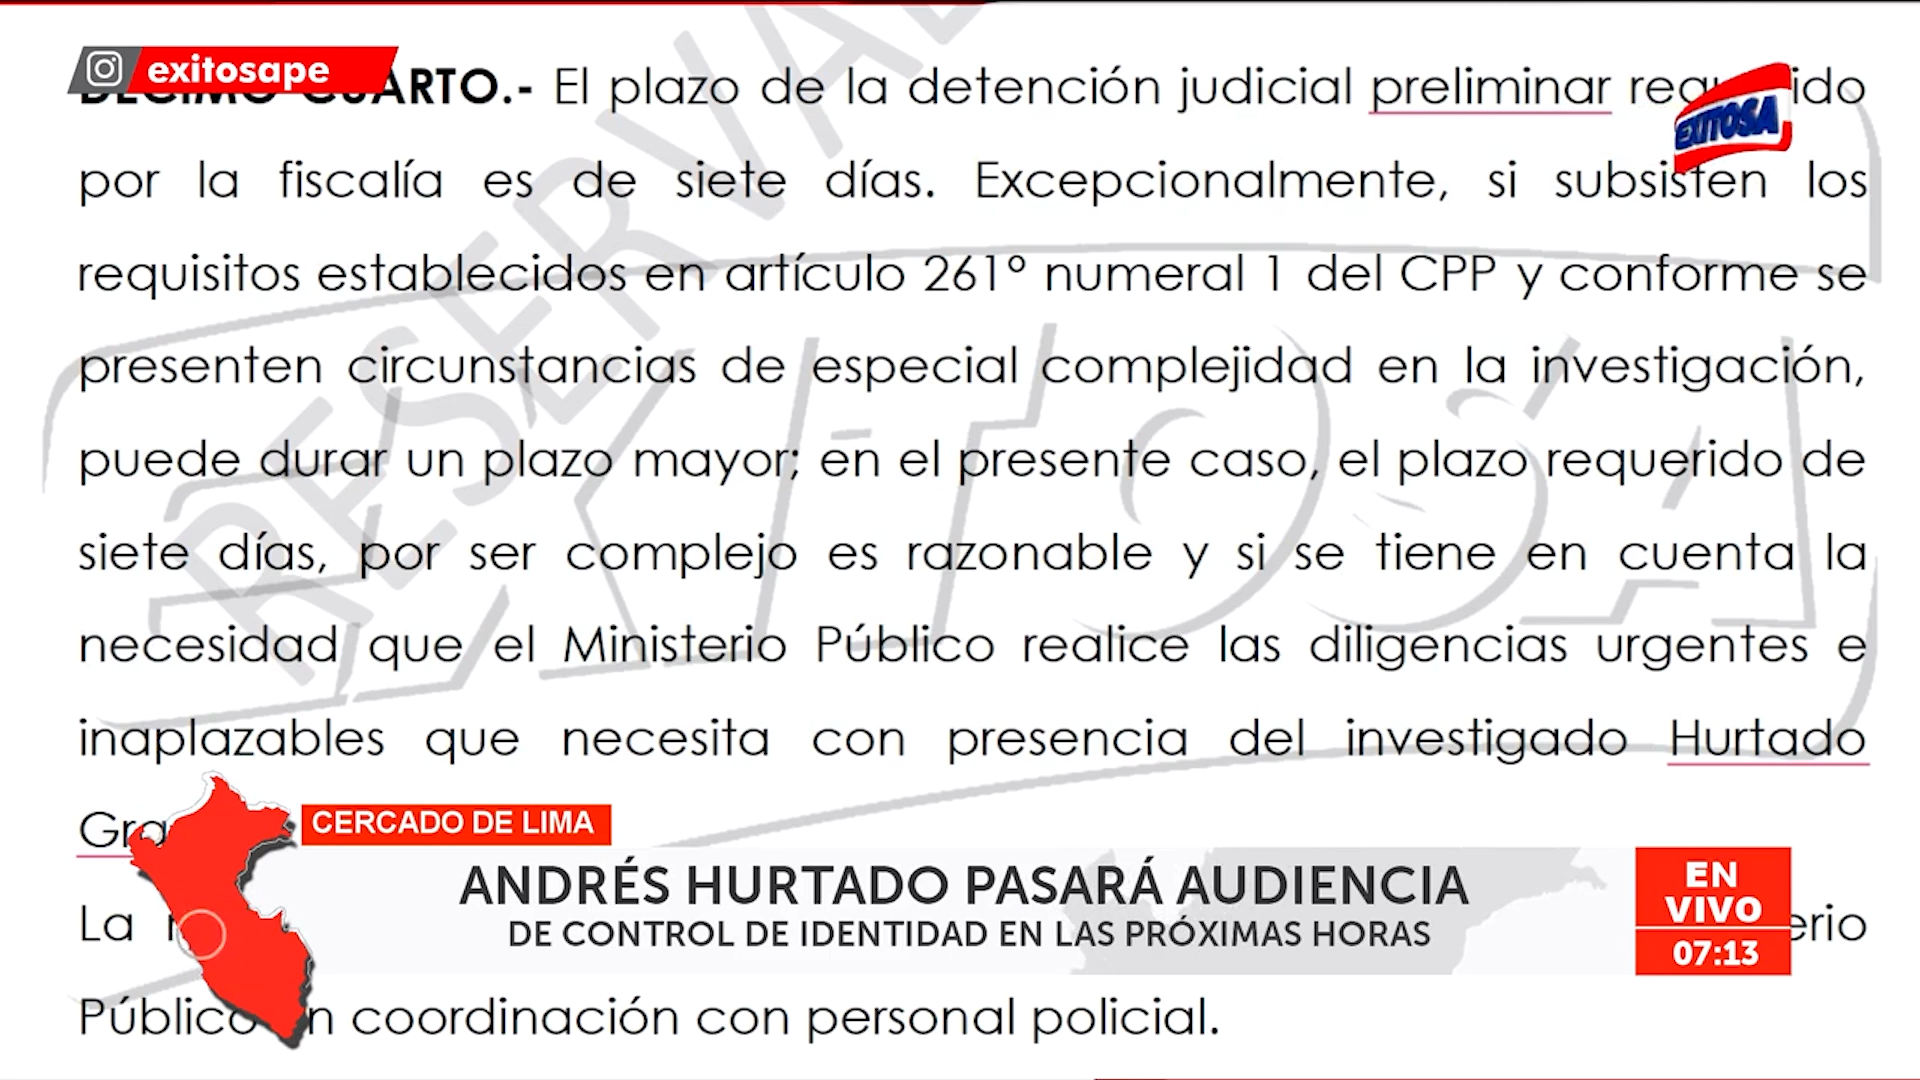 exitosape
DÉCIMO CUARTO.- El plazo de la detención judicial preliminar requerido
EXITOSA
por la fiscalía es de siete días. Excepcionalmente, si subsisten los
requisitos establecidos en artículo 261° numeral 1 del CPP y conforme se
presenten circunstancias de especial complejidad en la investigación,
puede durar un plazo mayor; en el presente caso, el plazo requerido de
siete días, por ser complejo es razonable y si se tiene en cuenta la
necesidad que el Ministerio Público realice las diligencias urgentes e
inaplazables que necesita con presencia del investigado Hurtado
CERCADO DE LIMA
ANDRÉS HURTADO PASARÁ AUDIENCIA
DE CONTROL DE IDENTIDAD EN LAS PRÓXIMAS HORAS
EN
VIVO
07:13
La
Público en coordinación con personal policial.
EXITOSA